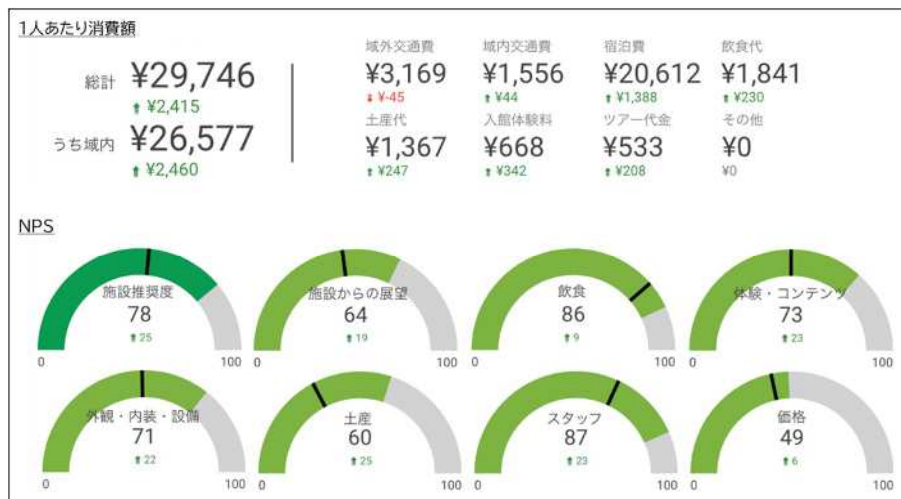 1人あたり消費額
総計 ¥29,746
⬆ ¥2,415
うち域内 ¥26,577
⬆ ¥2,460
域外交通費 域内交通費 宿泊費 飲食代
¥3,169 ¥1,556 ¥20,612 ¥1,841
⬇ ¥-45 ⬆ ¥44 ⬆ ¥1,388 ⬆ ¥230
土産代 入館体験料 ツアー代金 その他
¥1,367 ¥668 ¥533 ¥0
⬆ ¥247 ⬆ ¥342 ⬆ ¥208 ¥0
NPS
施設推奨度 施設からの展望 飲食 体験・コンテンツ
78 64 86 73
⬆ 25 ⬆ 19 ⬆ 9 ⬆ 23
0 100 0 100 0 100 0 100
外観・内装・設備 土産 スタッフ 価格
71 60 87 49
⬆ 22 ⬆ 25 ⬆ 23 ⬆ 6
0 100 0 100 0 100 0 100